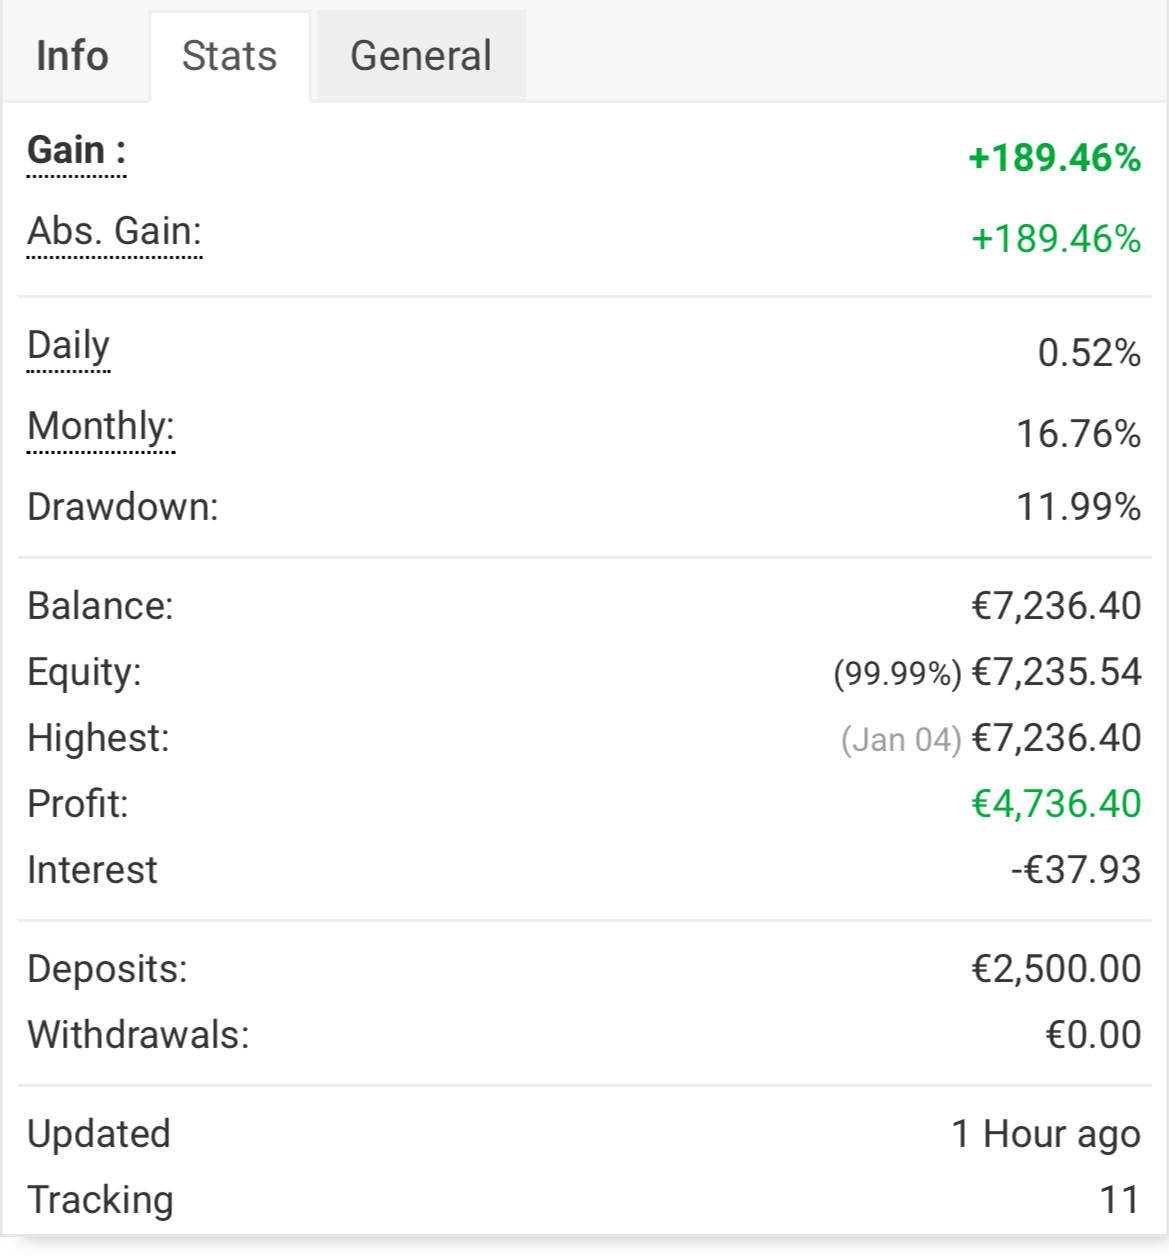 Info Stats General
Gain : +189.46%
Abs. Gain: +189.46%
Daily 0.52%
Monthly: 16.76%
Drawdown: 11.99%
Balance: €7,236.40
Equity: (99.99%) €7,235.54
Highest: (Jan 04) €7,236.40
Profit: €4,736.40
Interest -€37.93
Deposits: €2,500.00
Withdrawals: €0.00
Updated 1 Hour ago
Tracking 11